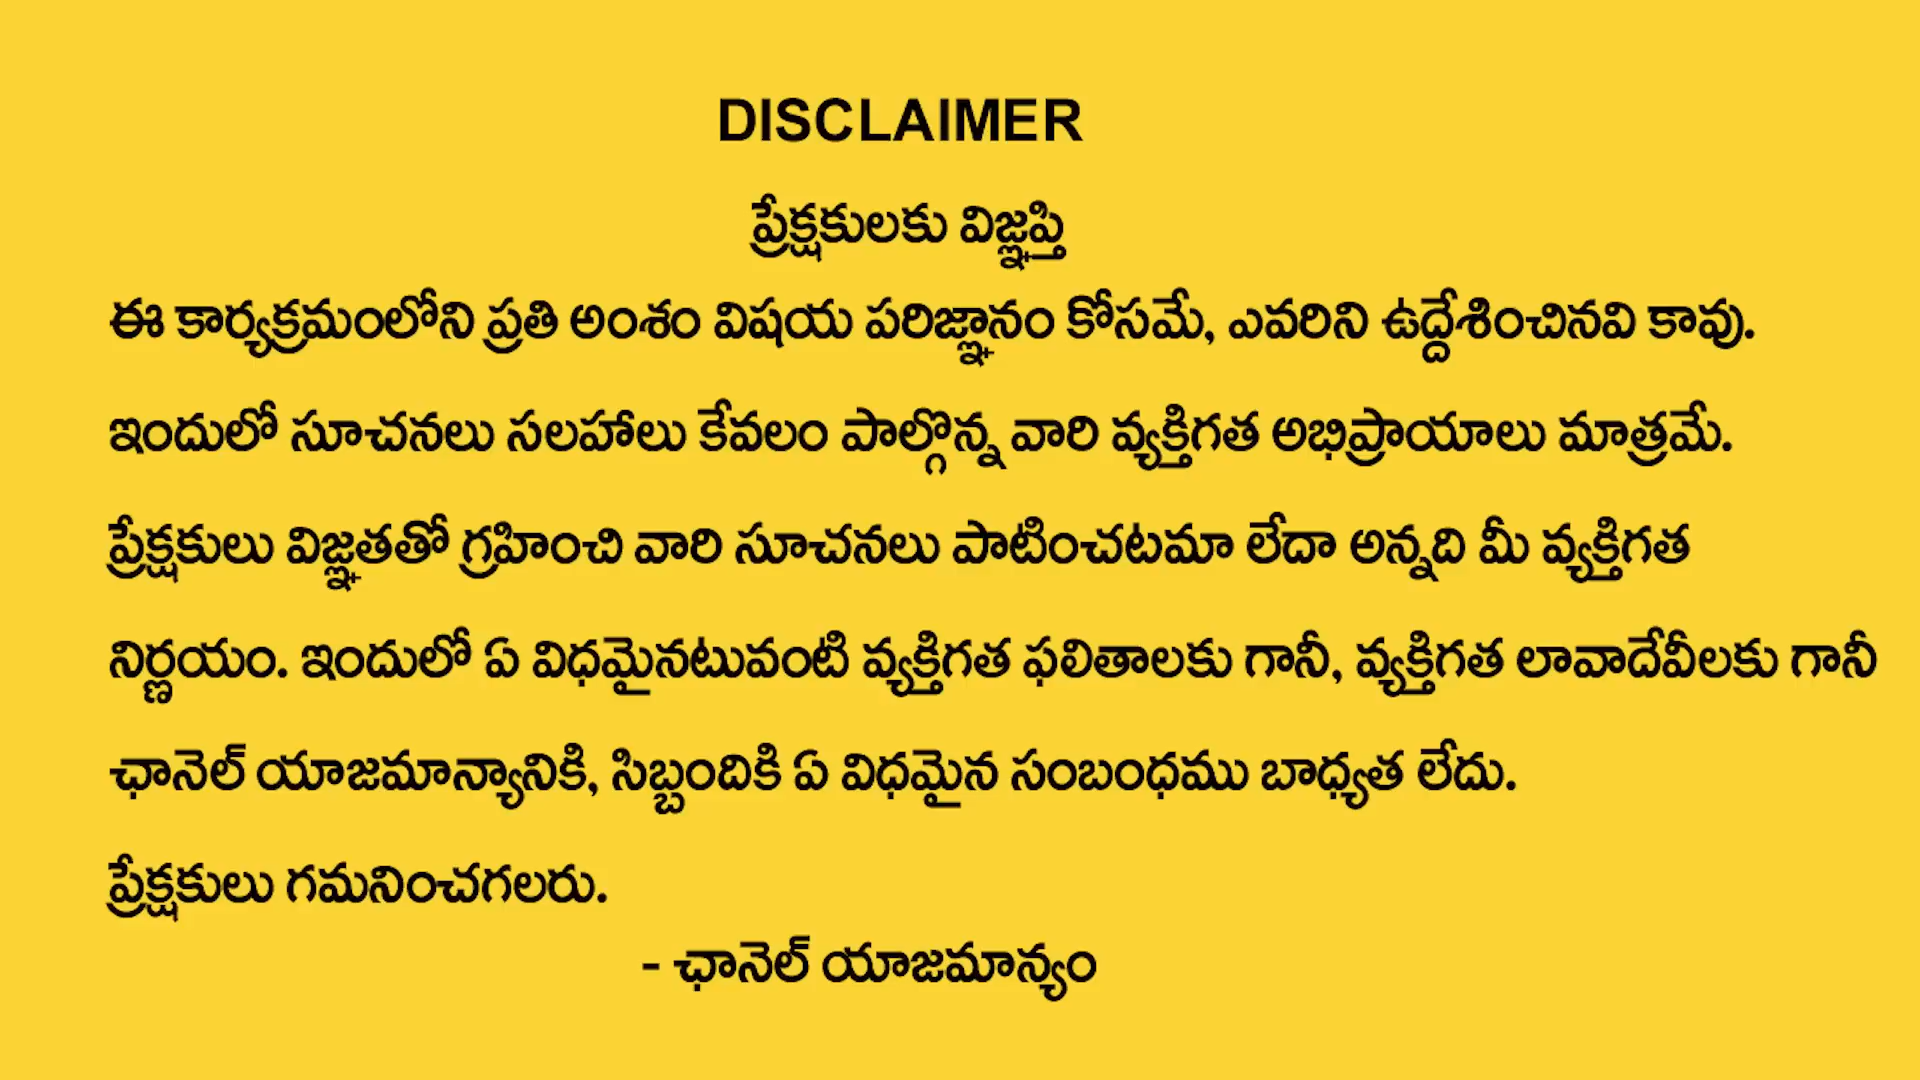 DISCLAIMER
ప్రేక్షకులకు విజ్ఞప్తి
ఈ కార్యక్రమంలోని ప్రతి అంశం విషయ పరిజ్ఞానం కోసమే, ఎవరిని ఉద్దేశించినవి కావు.
ఇందులో సూచనలు సలహాలు కేవలం పాల్గొన్న వారి వ్యక్తిగత అభిప్రాయాలు మాత్రమే.
ప్రేక్షకులు విజ్ఞతతో గ్రహించి వారి సూచనలు పాటించటమా లేదా అన్నది మీ వ్యక్తిగత
నిర్ణయం. ఇందులో ఏ విధమైనటువంటి వ్యక్తిగత ఫలితాలకు గానీ, వ్యక్తిగత లావాదేవీలకు గానీ
ఛానెల్ యాజమాన్యానికి, సిబ్బందికి ఏ విధమైన సంబంధము బాధ్యత లేదు.
ప్రేక్షకులు గమనించగలరు.
- ఛానెల్ యాజమాన్యం